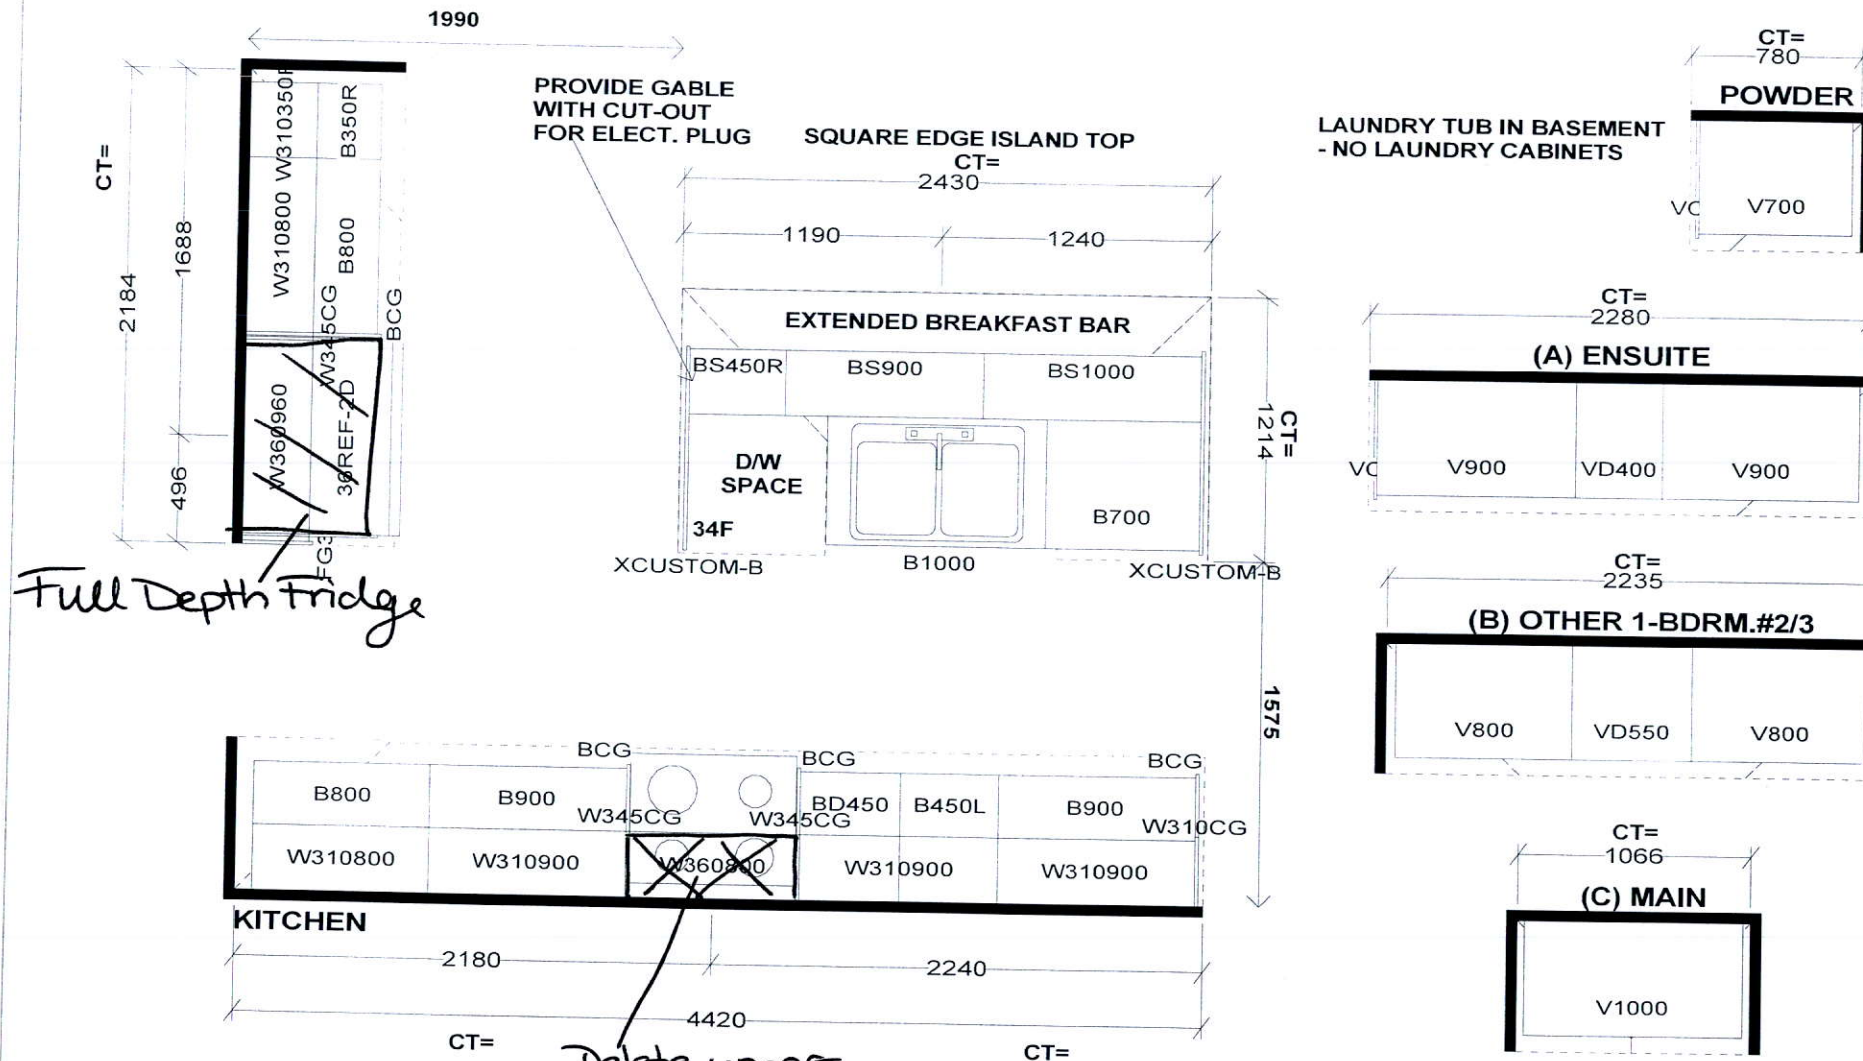 1990
PROVIDE GABLE
WITH CUT-OUT
FOR ELECT. PLUG
SQUARE EDGE ISLAND TOP
CT=
2430
1190
1240
LAUNDRY TUB IN BASEMENT
- NO LAUNDRY CABINETS
CT=
780
POWDER
V700
CT=
2184
1688
496
W310800
B350R
B800
W345CG
BCG
W360960
36REF-2D
Full Depth Fridge
EXTENDED BREAKFAST BAR
BS450R
BS900
BS1000
D/W
SPACE
34F
B700
XCUSTOM-B
B1000
XCUSTOM-B
CT=
1214
1575
CT=
2280
(A) ENSUITE
V900
VD400
V900
CT=
2235
(B) OTHER 1-BDRM.#2/3
V800
VD550
V800
CT=
1066
(C) MAIN
V1000
BCG
BCG
BCG
B800
B900
W345CG
W345CG
BD450
B450L
B900
W310CG
W310800
W310900
W360800
W310900
W310900
KITCHEN
2180
2240
4420
CT=
CT=
Delete